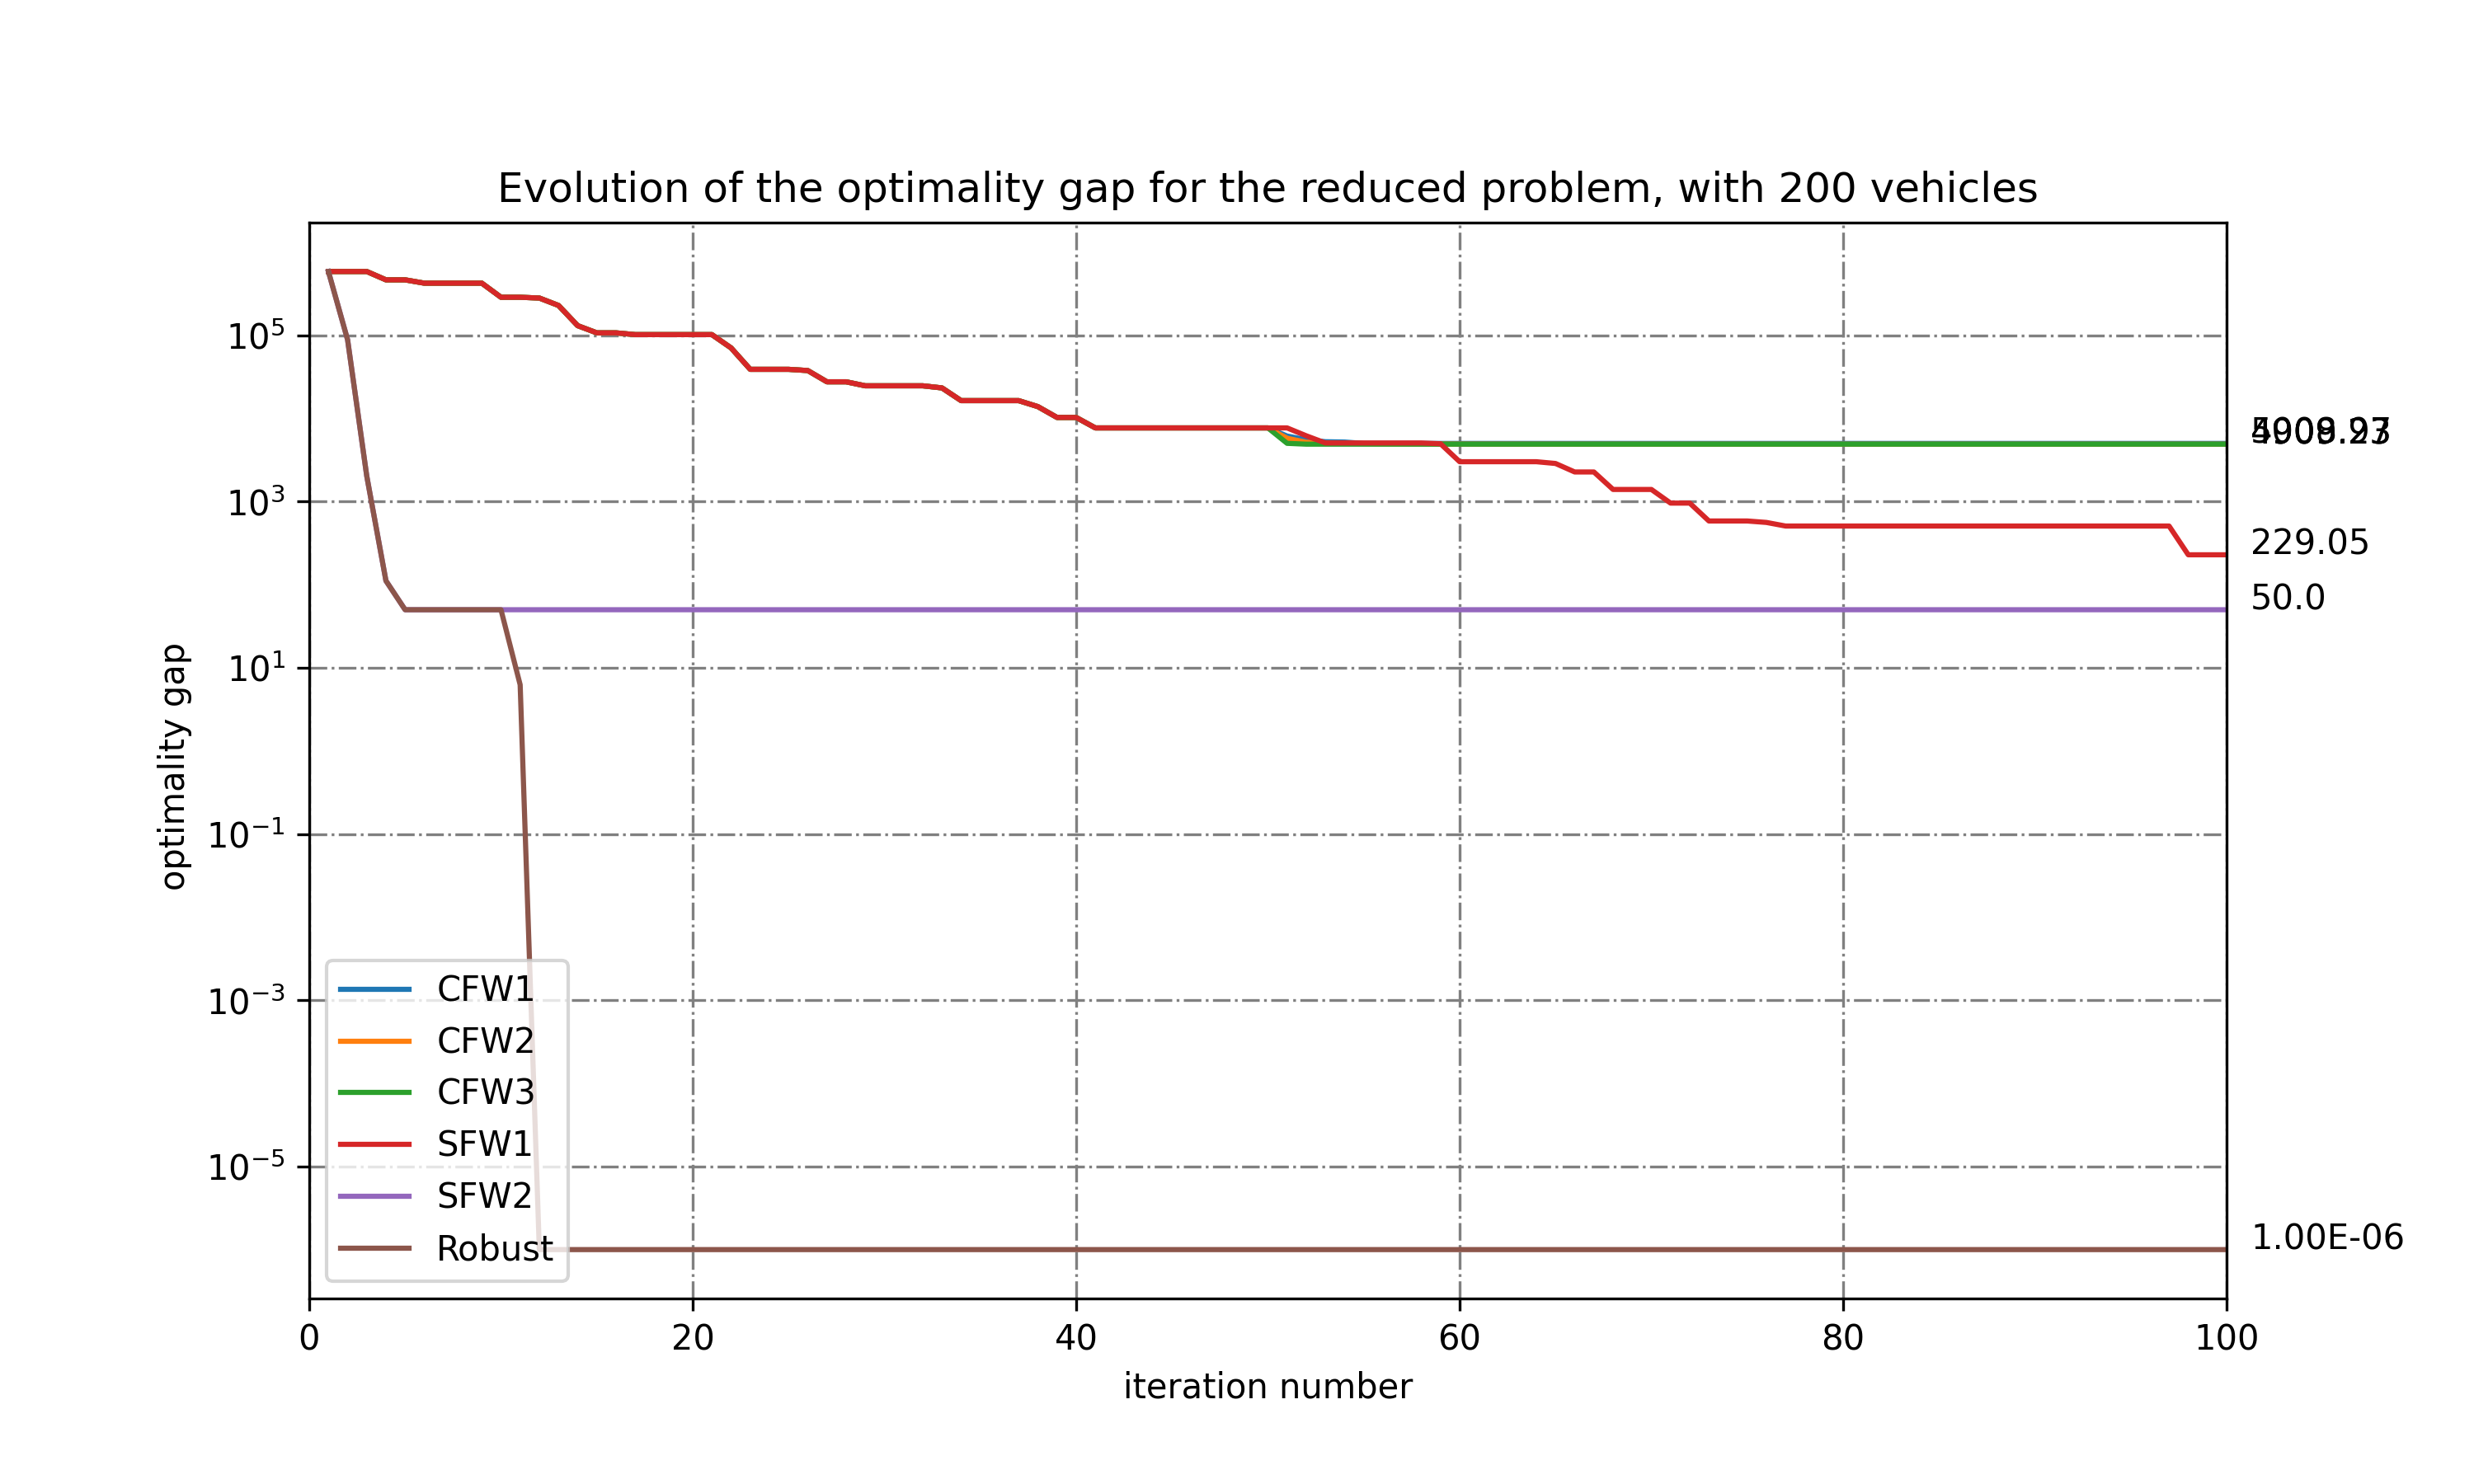 Evolution of the optimality gap for the reduced problem, with 200 vehicles
optimality gap
10⁵
10³
10¹
10⁻¹
10⁻³
10⁻⁵
229.05
50.0
1.00E-06
CFW1
CFW2
CFW3
SFW1
SFW2
Robust
0 20 40 60 80 100
iteration number